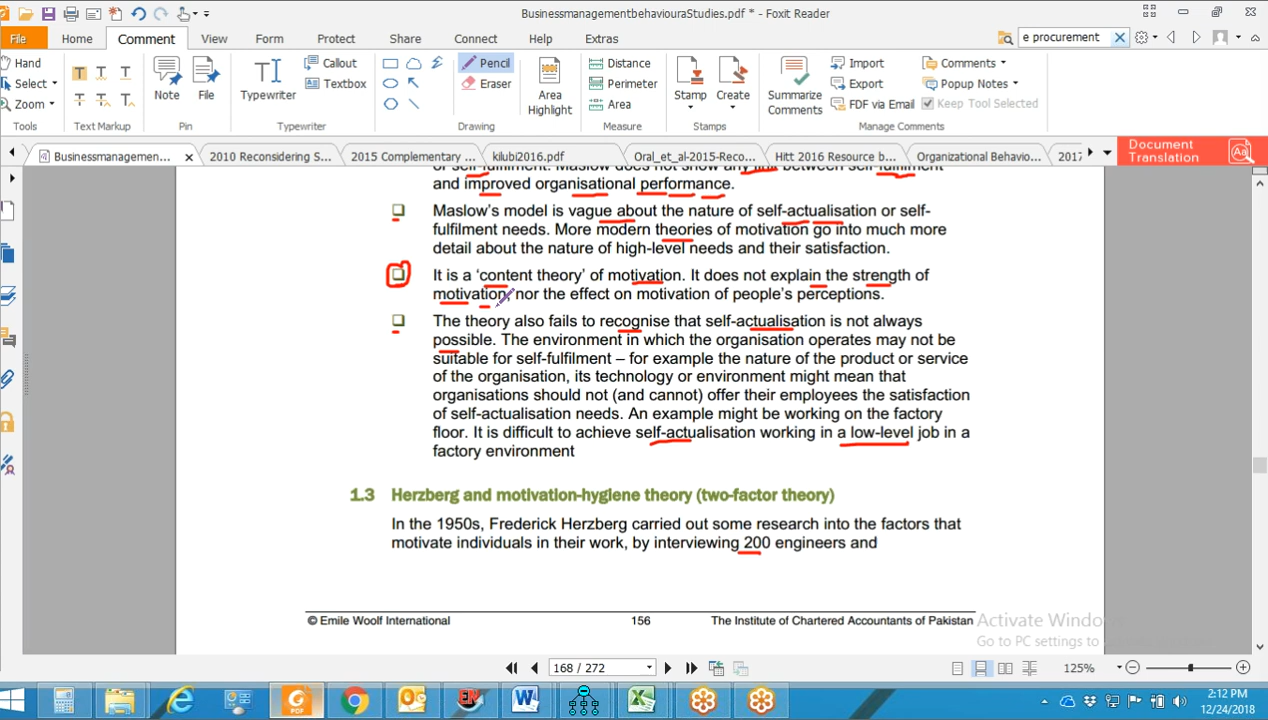 BusinessmanagementbehaviouraStudies.pdf * - Foxit Reader
File Home Comment View Form Protect Share Connect Help Extras
e procurement
Hand
Select
Zoom
Tools
Text Markup
Note
File
Pin
Typewriter
Callout
Textbox
Typewriter
Pencil
Eraser
Drawing
Area Highlight
Distance
Perimeter
Area
Measure
Stamp
Create
Stamps
Summarize Comments
Import
Export
FDF via Email
Comments
Popup Notes
Keep Tool Selected
Manage Comments
Businessmanagemen... 2010 Reconsidering S... 2015 Complementary ... kilubi2016.pdf Oral_et_al-2015-Reco... Hitt 2016 Resource b... Organizational Behavio... 2017
Document Translation
and improved organisational performance.
Maslow's model is vague about the nature of self-actualisation or self-
fulfilment needs. More modern theories of motivation go into much more
detail about the nature of high-level needs and their satisfaction.
It is a ‘content theory’ of motivation. It does not explain the strength of
motivation, nor the effect on motivation of people's perceptions.
The theory also fails to recognise that self-actualisation is not always
possible. The environment in which the organisation operates may not be
suitable for self-fulfilment – for example the nature of the product or service
of the organisation, its technology or environment might mean that
organisations should not (and cannot) offer their employees the satisfaction
of self-actualisation needs. An example might be working on the factory
floor. It is difficult to achieve self-actualisation working in a low-level job in a
factory environment
1.3 Herzberg and motivation-hygiene theory (two-factor theory)
In the 1950s, Frederick Herzberg carried out some research into the factors that
motivate individuals in their work, by interviewing 200 engineers and
© Emile Woolf International 156 The Institute of Chartered Accountants of Pakistan
Activate Windo
Go to PC settings to
168 / 272
125%
2:12 PM
12/24/2018